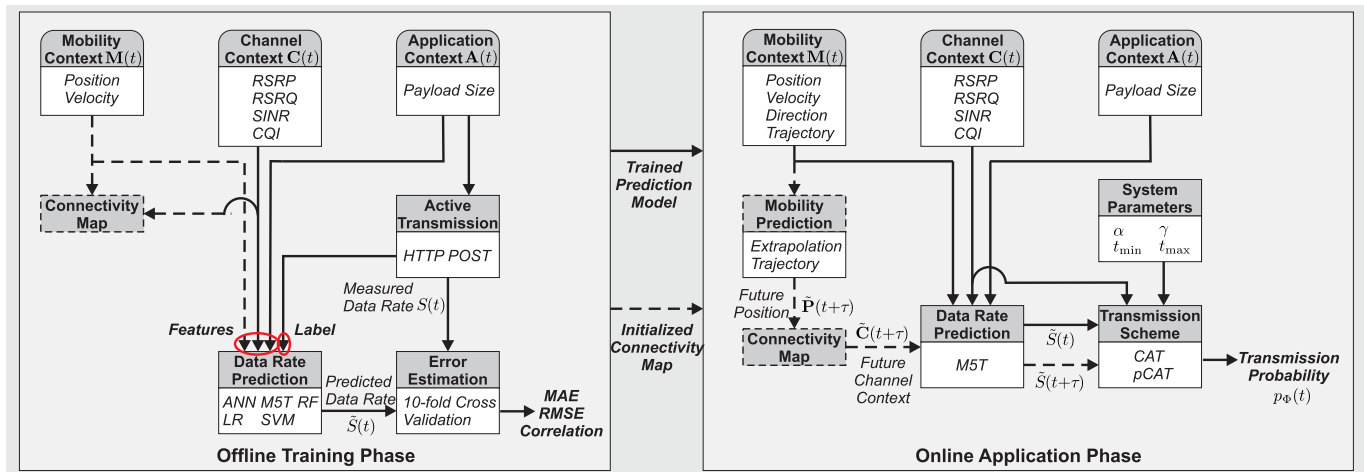 Mobility
Context M(t)
Position
Velocity
Channel
Context C(t)
RSRP
RSRQ
SINR
CQI
Application
Context A(t)
Payload Size
Connectivity
Map
Active
Transmission
HTTP POST
Measured
Data Rate S(t)
Features
Label
Data Rate
Prediction
ANN M5T RF
LR SVM
Predicted
Data Rate
S̃(t)
Error
Estimation
10-fold Cross
Validation
MAE
RMSE
Correlation
Offline Training Phase
Trained
Prediction
Model
Initialized
Connectivity
Map
Mobility
Context M(t)
Position
Velocity
Direction
Trajectory
Channel
Context C(t)
RSRP
RSRQ
SINR
CQI
Application
Context A(t)
Payload Size
Mobility
Prediction
Extrapolation
Trajectory
System
Parameters
α γ
t_min t_max
Future
Position
P̃(t+τ)
Connectivity
Map
C̃(t+τ)
Future
Channel
Context
Data Rate
Prediction
M5T
S̃(t)
S̃(t+τ)
Transmission
Scheme
CAT
pCAT
Transmission
Probability
p_Φ(t)
Online Application Phase